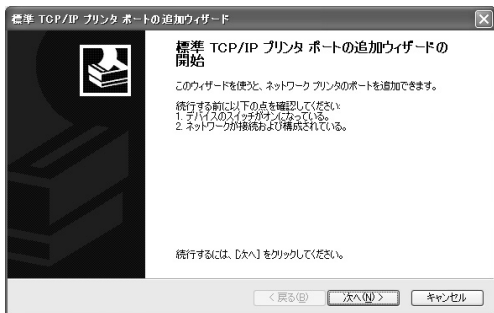 標準 TCP/IP プリンタ ポートの追加ウィザード
標準 TCP/IP プリンタ ポートの追加ウィザードの
開始
このウィザードを使うと、ネットワーク プリンタのポートを追加できます。
続行する前に以下の点を確認してください:
1. デバイスのスイッチがオンになっている。
2. ネットワークが接続および構成されている。
続行するには、[次へ] をクリックしてください。
< 戻る(B)
次へ(N) >
キャンセル